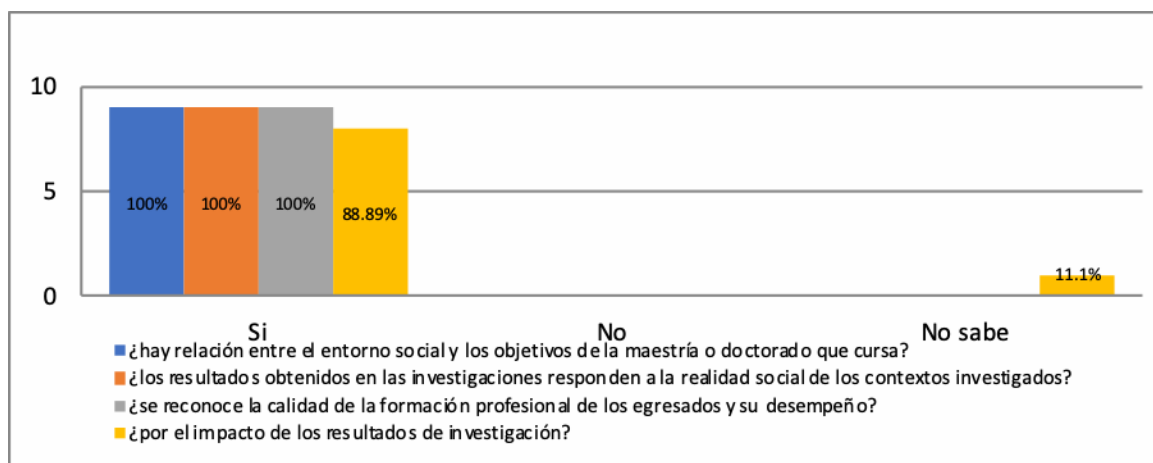 10
5
0
100%
100%
100%
88.89%
11.1%
Si
No
No sabe
¿hay relación entre el entorno social y los objetivos de la maestría o doctorado que cursa?
¿los resultados obtenidos en las investigaciones responden a la realidad social de los contextos investigados?
¿se reconoce la calidad de la formación profesional de los egresados y su desempeño?
¿por el impacto de los resultados de investigación?